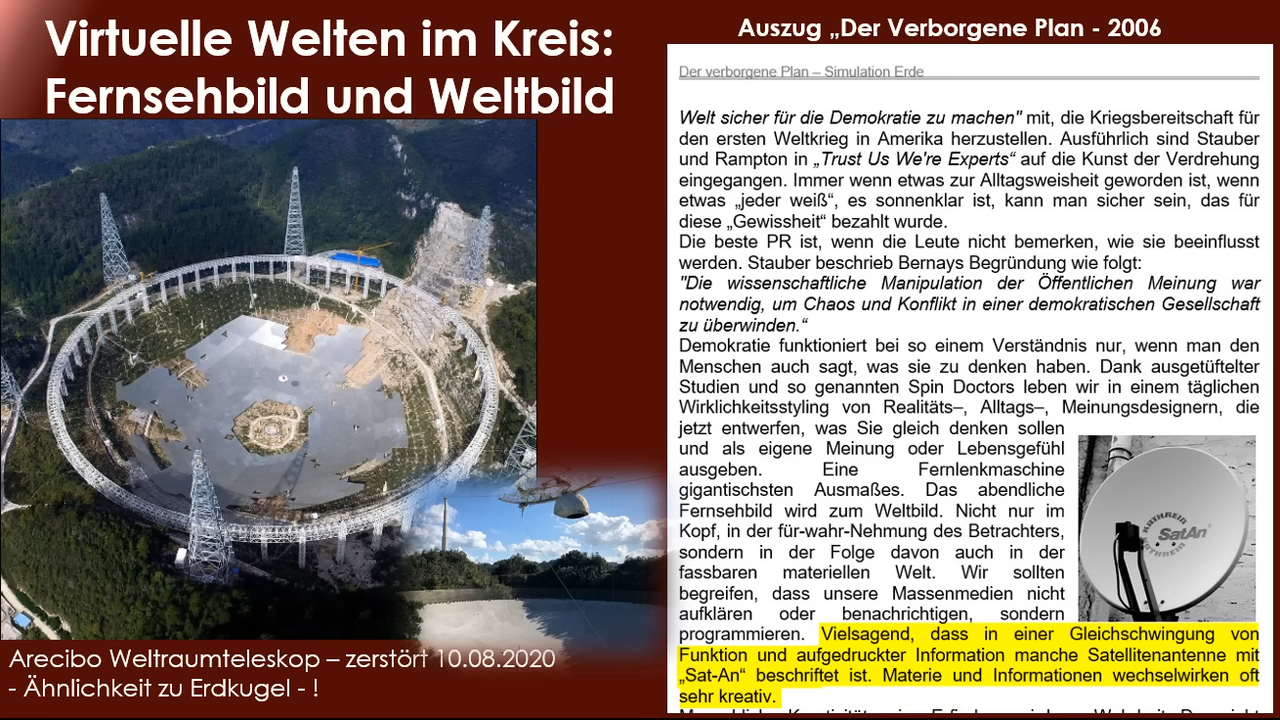 Virtuelle Welten im Kreis:
Fernsehbild und Weltbild
Arecibo Weltraumteleskop – zerstört 10.08.2020
- Ähnlichkeit zu Erdkugel - !
Auszug „Der Verborgene Plan - 2006
Der verborgene Plan – Simulation Erde
Welt sicher für die Demokratie zu machen" mit, die Kriegsbereitschaft für
den ersten Weltkrieg in Amerika herzustellen. Ausführlich sind Stauber
und Rampton in „Trust Us We're Experts“ auf die Kunst der Verdrehung
eingegangen. Immer wenn etwas zur Alltagsweisheit geworden ist, wenn
etwas „jeder weiß“, es sonnenklar ist, kann man sicher sein, das für
diese „Gewissheit“ bezahlt wurde.
Die beste PR ist, wenn die Leute nicht bemerken, wie sie beeinflusst
werden. Stauber beschrieb Bernays Begründung wie folgt:
"Die wissenschaftliche Manipulation der Öffentlichen Meinung war
notwendig, um Chaos und Konflikt in einer demokratischen Gesellschaft
zu überwinden.“
Demokratie funktioniert bei so einem Verständnis nur, wenn man den
Menschen auch sagt, was sie zu denken haben. Dank ausgetüftelter
Studien und so genannten Spin Doctors leben wir in einem täglichen
Wirklichkeitsstyling von Realitäts–, Alltags–, Meinungsdesignern, die
jetzt entwerfen, was Sie gleich denken sollen
und als eigene Meinung oder Lebensgefühl
ausgeben. Eine Fernlenkmaschine
gigantischsten Ausmaßes. Das abendliche
Fernsehbild wird zum Weltbild. Nicht nur im
Kopf, in der für-wahr-Nehmung des Betrachters,
sondern in der Folge davon auch in der
fassbaren materiellen Welt. Wir sollten
begreifen, dass unsere Massenmedien nicht
aufklären oder benachrichtigen, sondern
programmieren. Vielsagend, dass in einer Gleichschwingung von
Funktion und aufgedruckter Information manche Satellitenantenne mit
„Sat-An“ beschriftet ist. Materie und Informationen wechselwirken oft
sehr kreativ.
KATHREIN
SatAn
KATHREIN